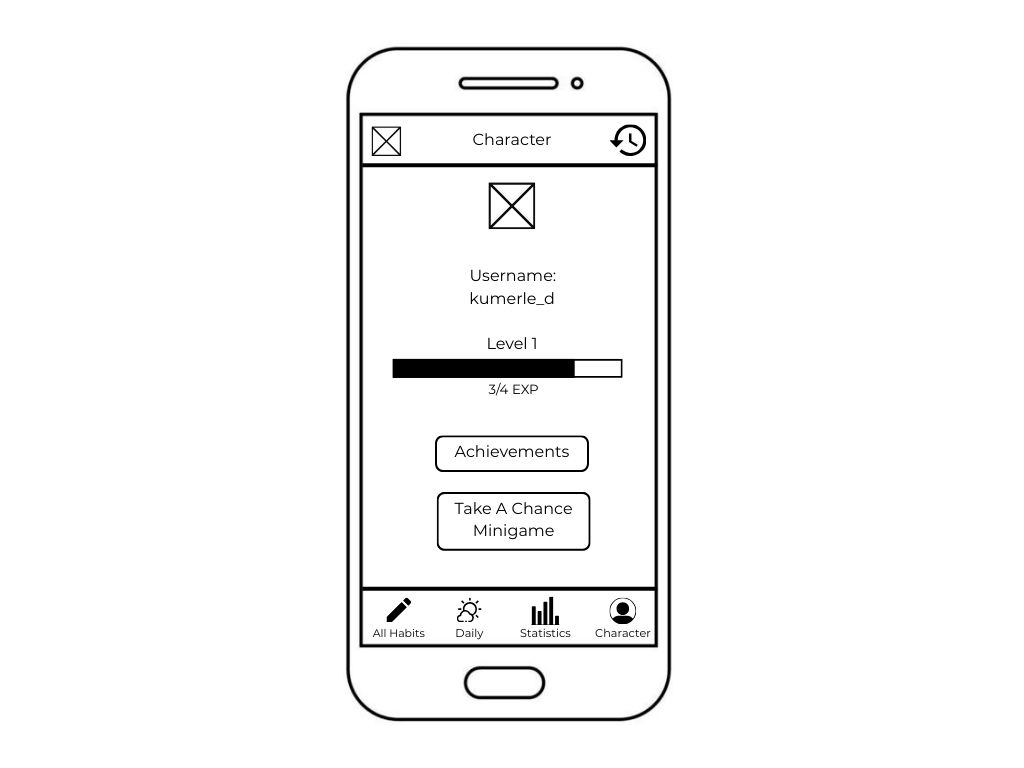 Character
Username:
kumerle_d
Level 1
3/4 EXP
Achievements
Take A Chance
Minigame
All Habits
Daily
Statistics
Character